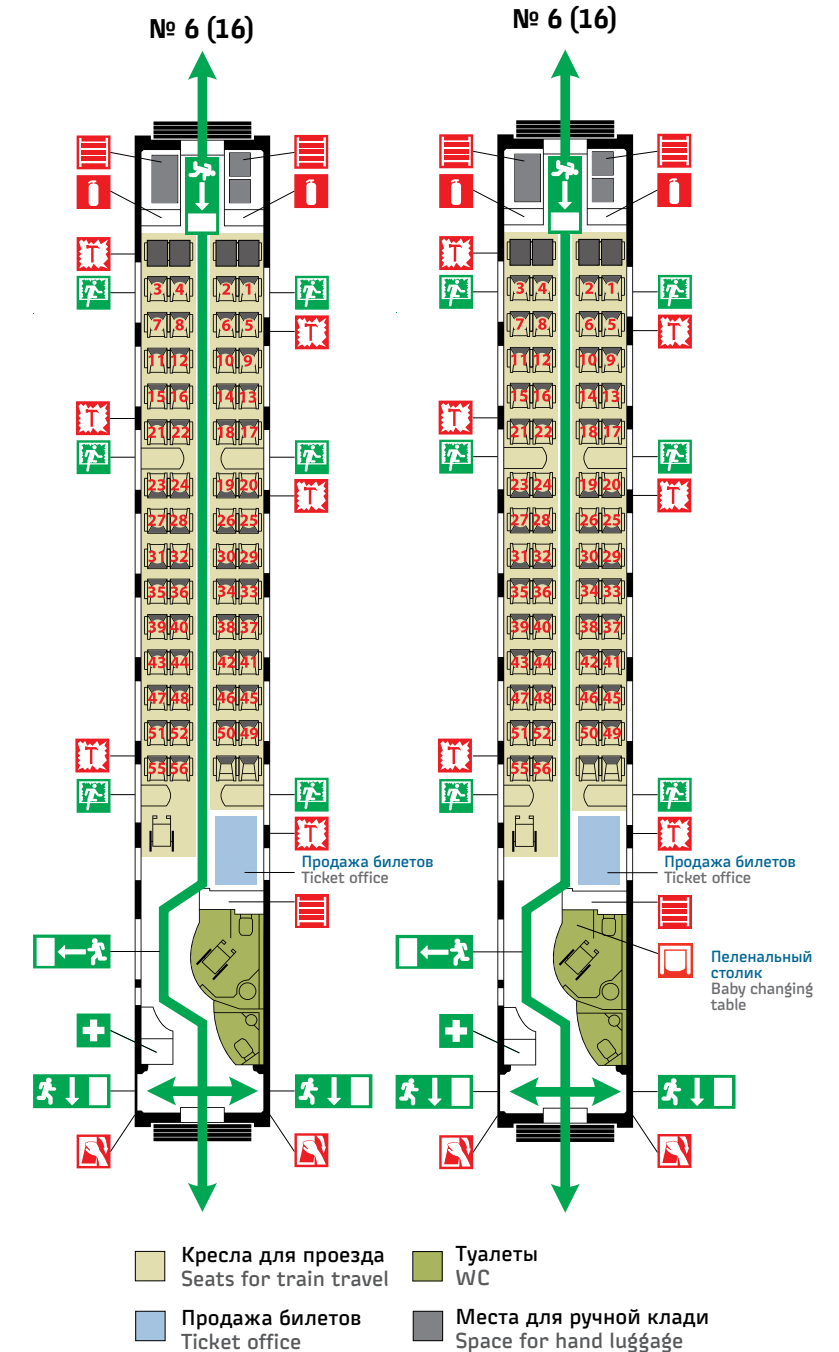 № 6 (16)
№ 6 (16)
T
T
3 4 2 1
3 4 2 1
7 8 6 5
T
7 8 6 5
T
11 12 10 9
11 12 10 9
15 16 14 13
15 16 14 13
T
T
21 22 18 17
21 22 18 17
23 24 19 20
T
23 24 19 20
T
27 28 26 25
27 28 26 25
31 32 30 29
31 32 30 29
35 36 34 33
35 36 34 33
39 40 38 37
39 40 38 37
43 44 42 41
43 44 42 41
47 48 46 45
47 48 46 45
51 52 50 49
51 52 50 49
T
T
55 56
55 56
T
T
Продажа билетов
Ticket office
Продажа билетов
Ticket office
Пеленальный
столик
Baby changing
table
Кресла для проезда
Seats for train travel
Туалеты
WC
Продажа билетов
Ticket office
Места для ручной клади
Space for hand luggage